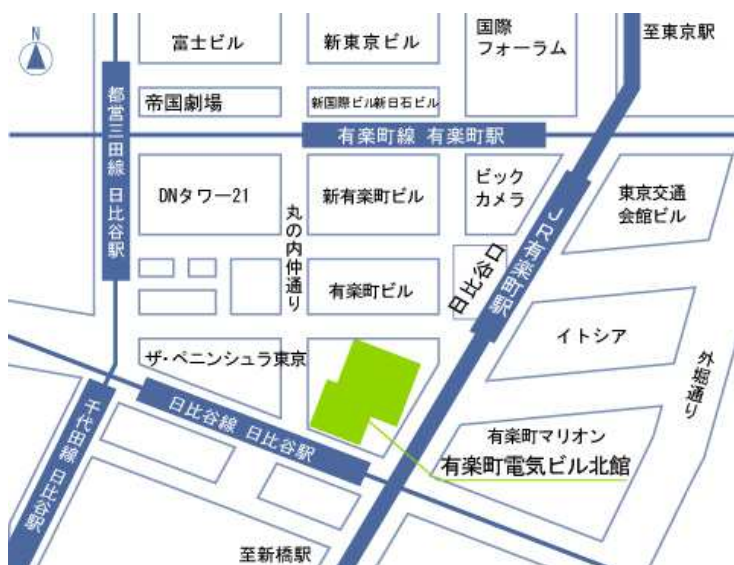 N
富士ビル
新東京ビル
国際
フォーラム
至東京駅
都営三田線 日比谷駅
帝国劇場
新国際ビル新日石ビル
有楽町線 有楽町駅
DNタワー21
丸の内仲通り
新有楽町ビル
ビック
カメラ
JR有楽町駅
東京交通
会館ビル
有楽町ビル
日比谷口
イトシア
外堀通り
ザ・ペニンシュラ東京
千代田線 日比谷駅
日比谷線 日比谷駅
有楽町マリオン
有楽町電気ビル北館
至新橋駅